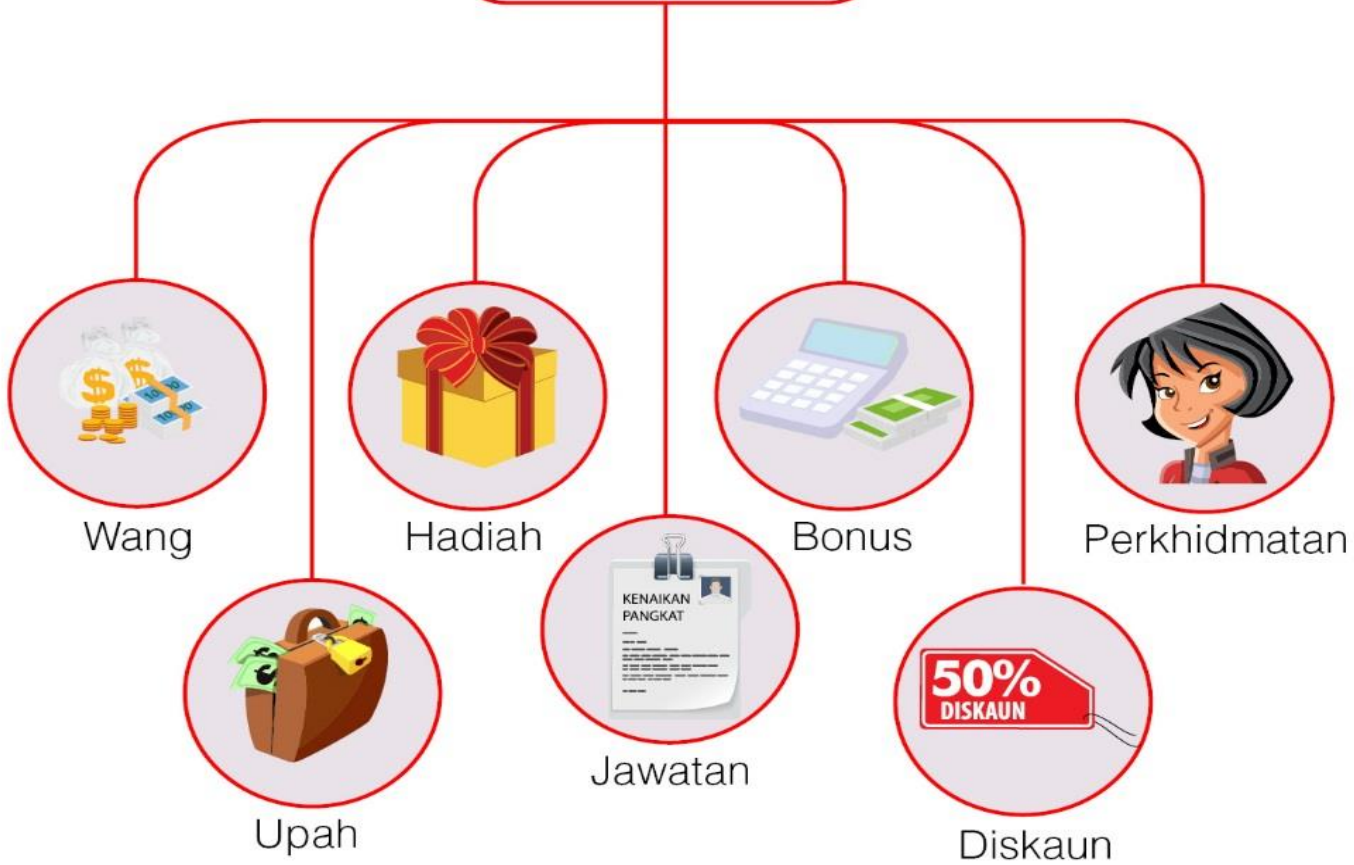 Wang
Hadiah
Bonus
Perkhidmatan
KENAIKAN
PANGKAT
Jawatan
50%
DISKAUN
Upah
Diskaun